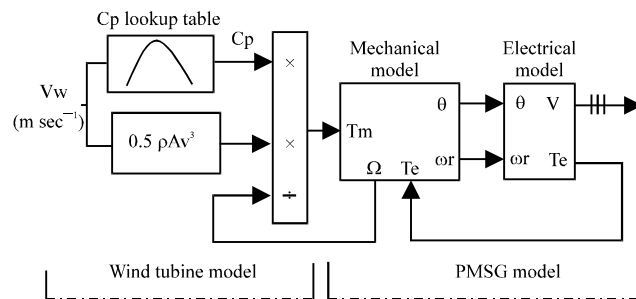 Cp lookup table
Cp
Vw
(m sec⁻¹)
0.5 ρAv³
×
×
÷
Mechanical
model
Tm
θ
ωr
Ω
Te
Electrical
model
θ
V
ωr
Te
Wind tubine model
PMSG model